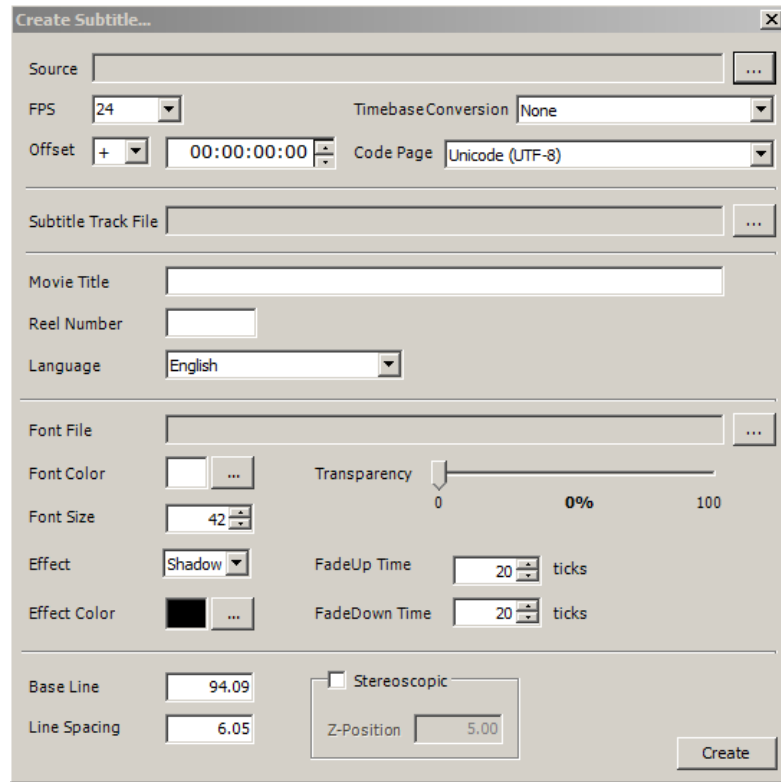 Create Subtitle...
Source ...
FPS 24 Timebase Conversion None
Offset + 00:00:00:00 Code Page Unicode (UTF-8)
Subtitle Track File ...
Movie Title
Reel Number
Language English
Font File ...
Font Color ... Transparency
0 0% 100
Font Size 42
Effect Shadow FadeUp Time 20 ticks
Effect Color ... FadeDown Time 20 ticks
Base Line 94.09 Stereoscopic
Line Spacing 6.05 Z-Position 5.00
Create